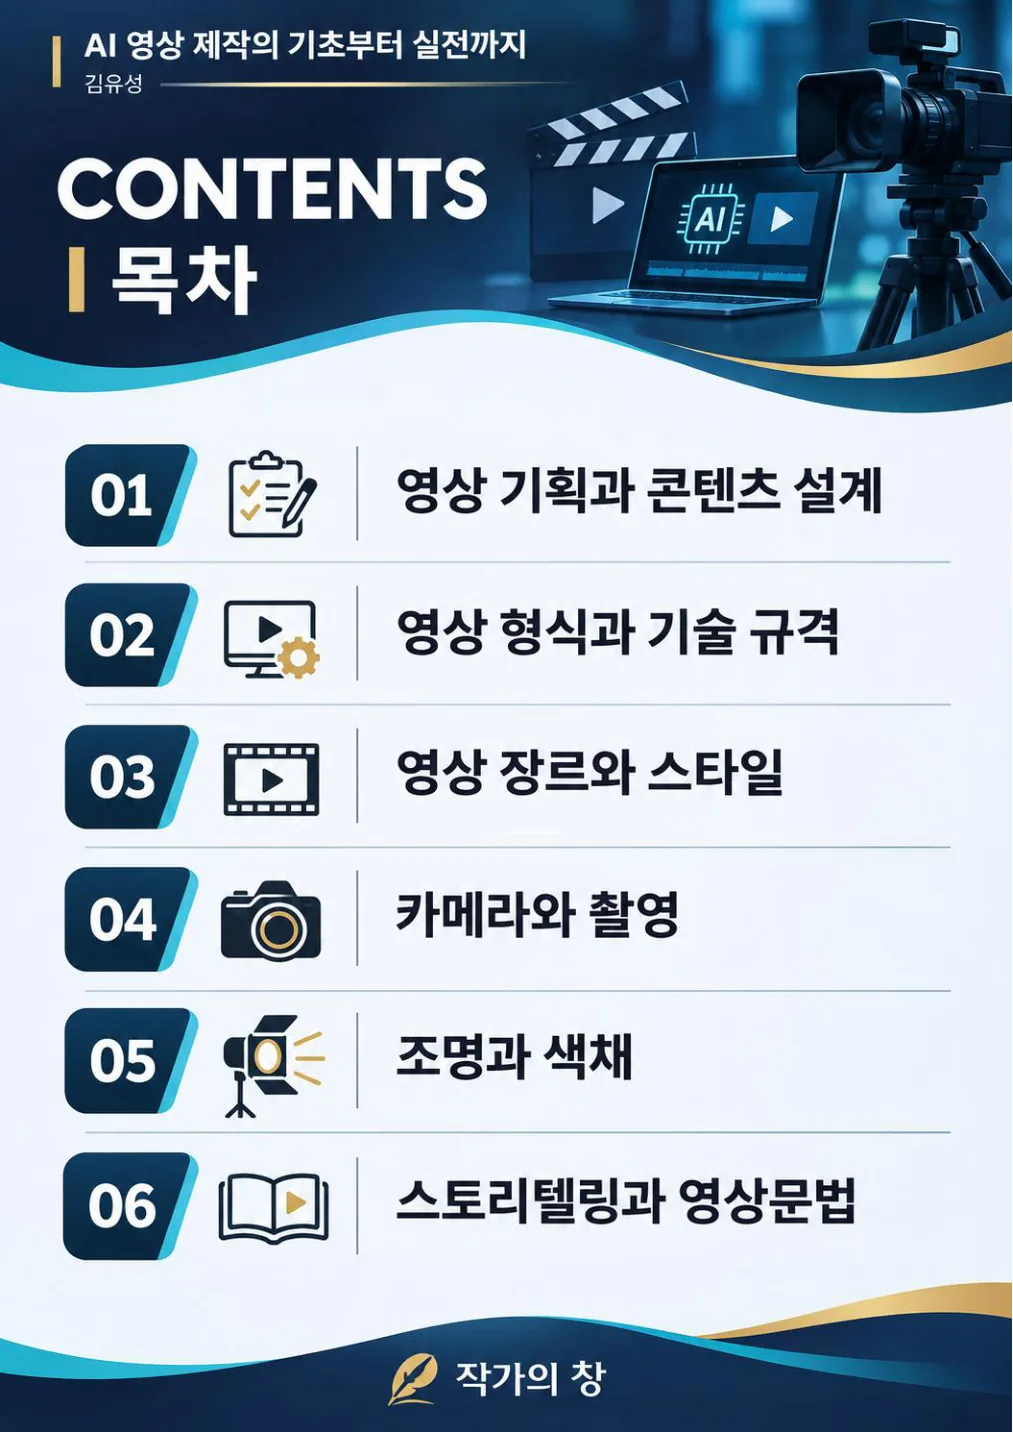 AI 영상 제작의 기초부터 실전까지
김유성
CONTENTS
목차
AI
01
영상 기획과 콘텐츠 설계
02
영상 형식과 기술 규격
03
영상 장르와 스타일
04
카메라와 촬영
05
조명과 색채
06
스토리텔링과 영상문법
작가의 창